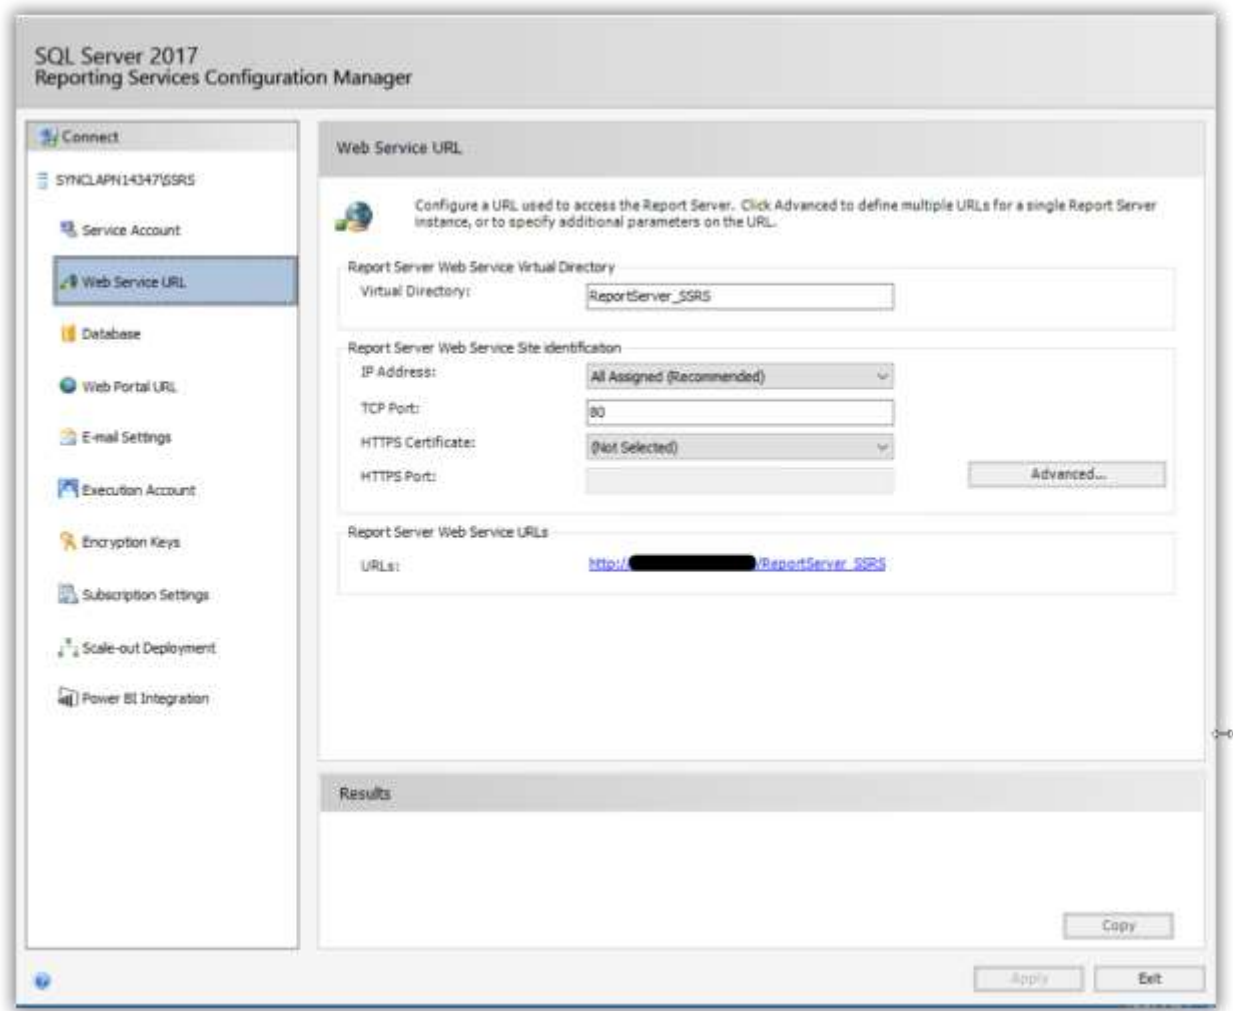 SQL Server 2017
Reporting Services Configuration Manager
Connect
SYNCLAPN14347\SSRS
Service Account
Web Service URL
Database
Web Portal URL
E-mail Settings
Execution Account
Encryption Keys
Subscription Settings
Scale-out Deployment
Power BI Integration
Web Service URL
Configure a URL used to access the Report Server. Click Advanced to define multiple URLs for a single Report Server
instance, or to specify additional parameters on the URL.
Report Server Web Service Virtual Directory
Virtual Directory: ReportServer_SSRS
Report Server Web Service Site identification
IP Address: All Assigned (Recommended)
TCP Port: 80
HTTPS Certificate: (Not Selected)
HTTPS Port:
Advanced...
Report Server Web Service URLs
URLs: http:// /ReportServer_SSRS
Results
Copy
Apply Exit